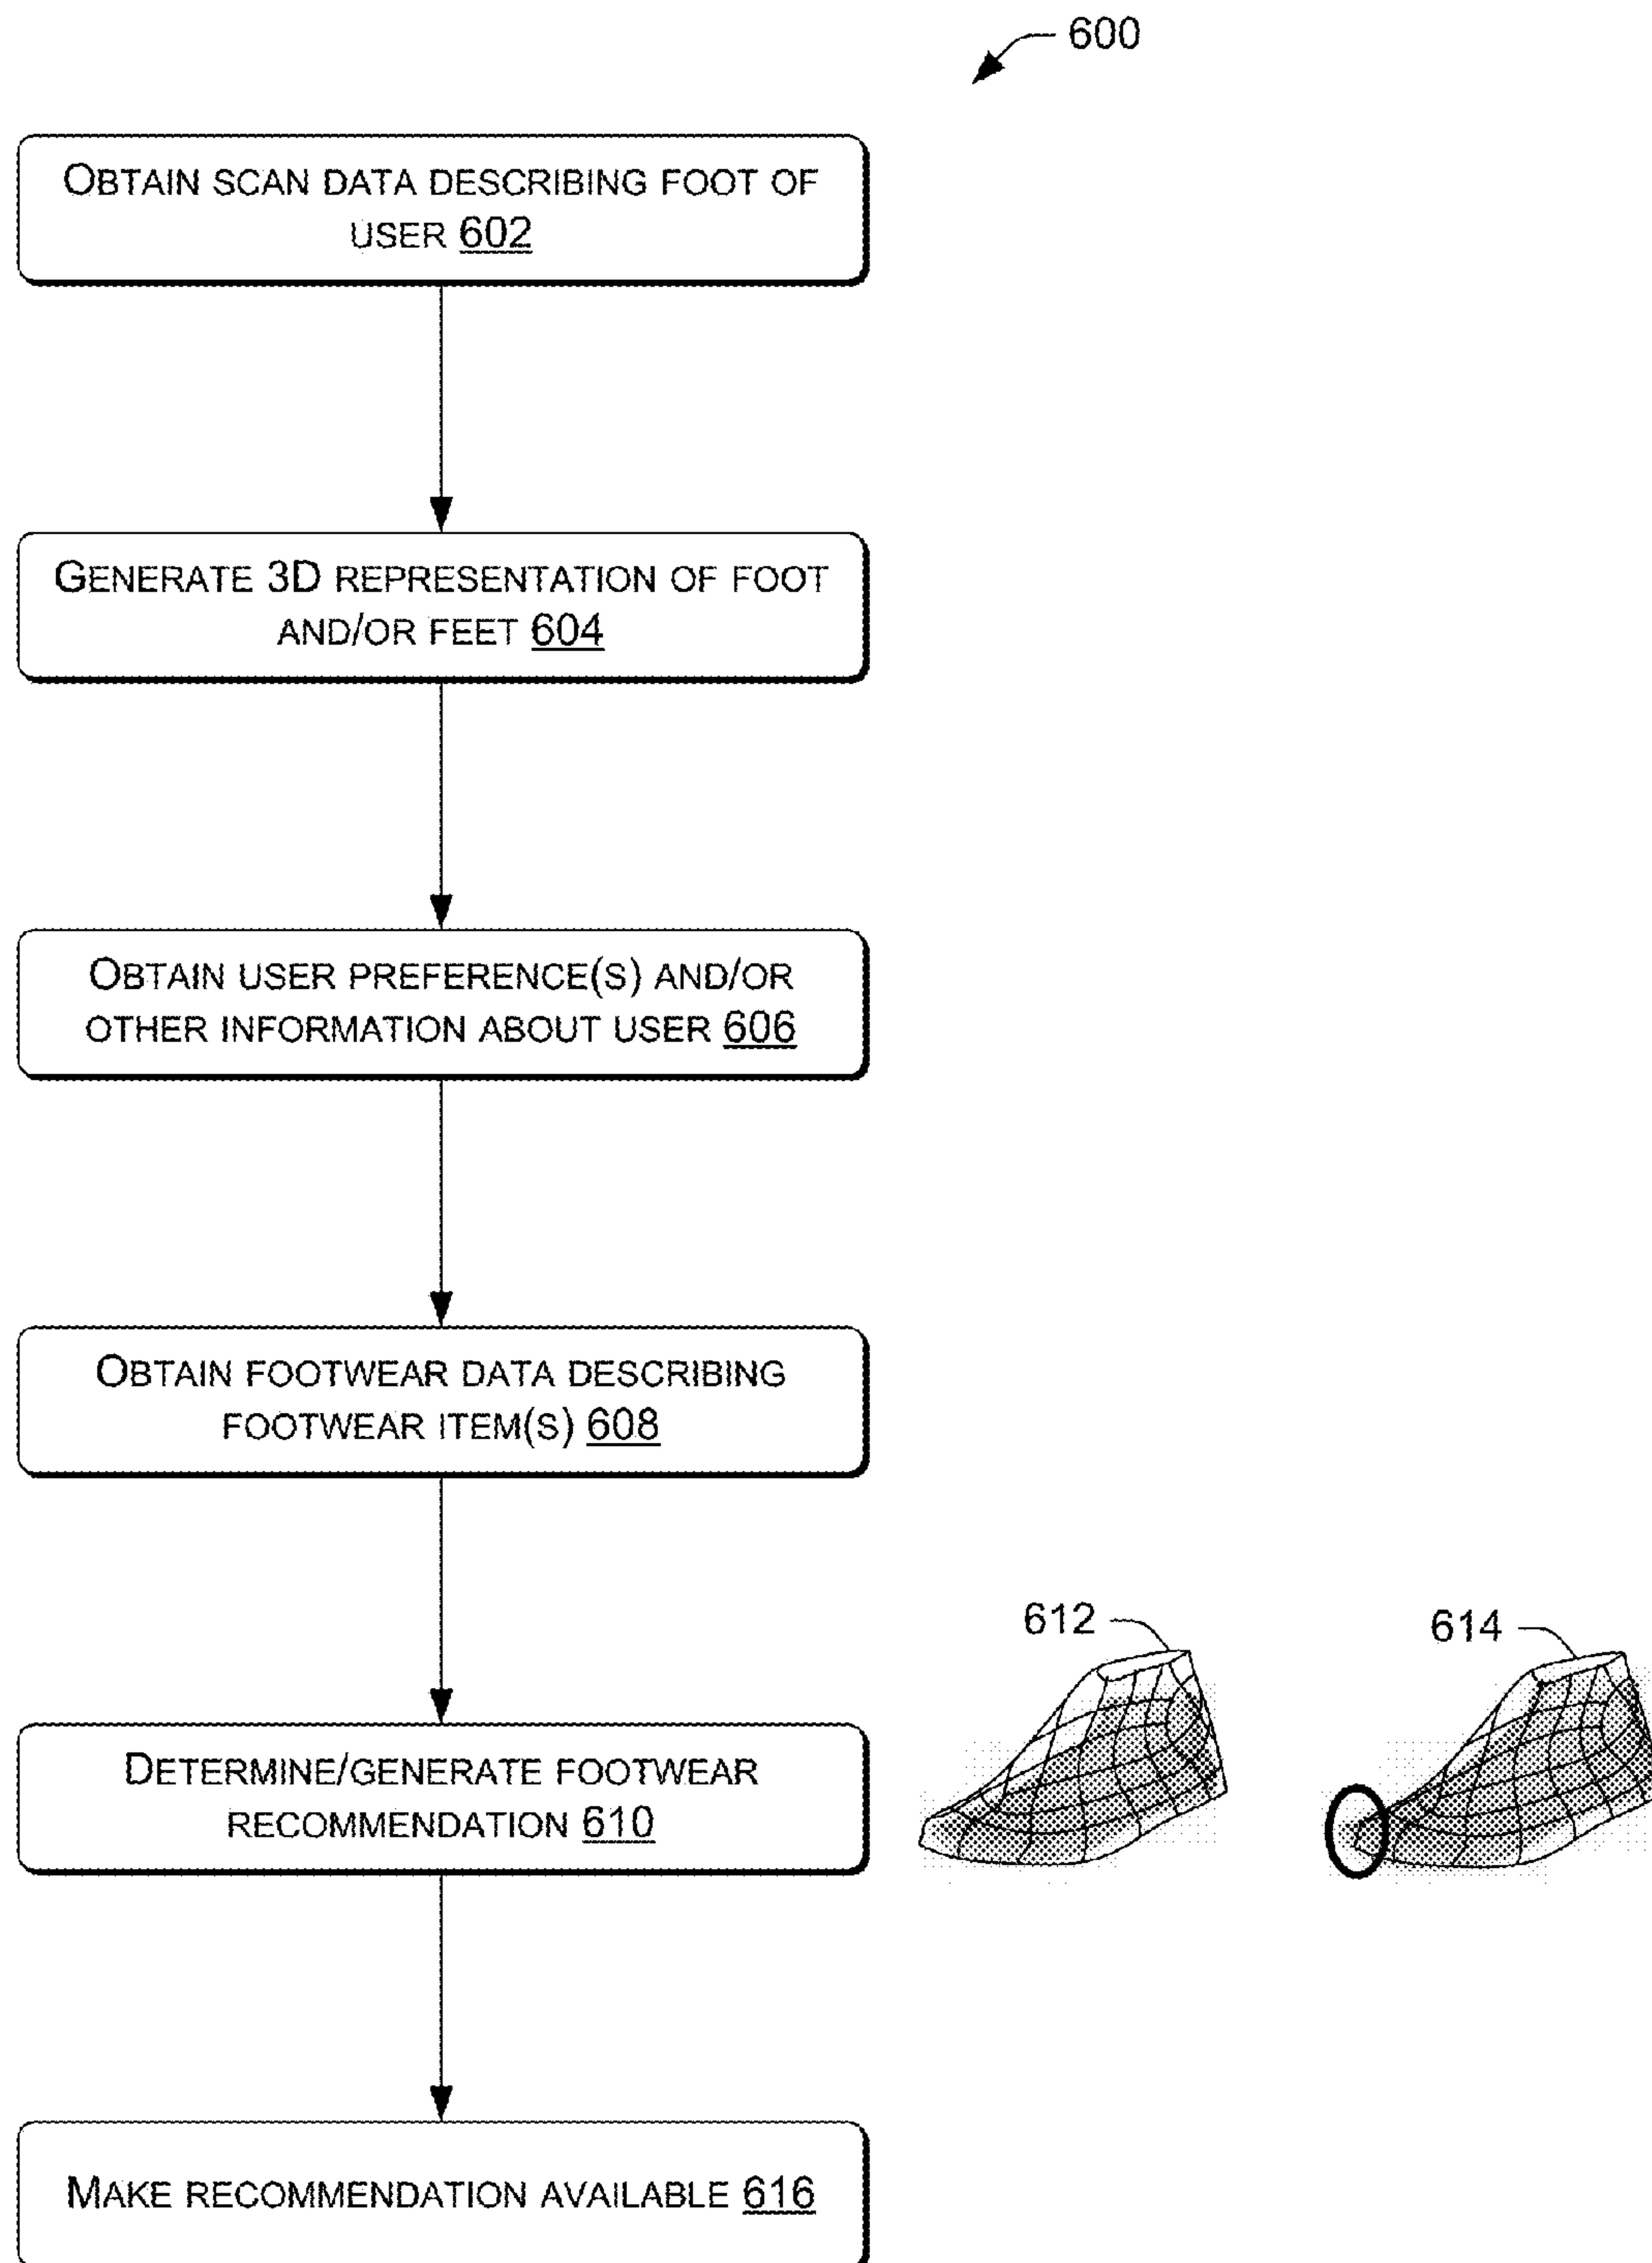 600
OBTAIN SCAN DATA DESCRIBING FOOT OF
USER 602
GENERATE 3D REPRESENTATION OF FOOT
AND/OR FEET 604
OBTAIN USER PREFERENCE(S) AND/OR
OTHER INFORMATION ABOUT USER 606
OBTAIN FOOTWEAR DATA DESCRIBING
FOOTWEAR ITEM(S) 608
612
614
DETERMINE/GENERATE FOOTWEAR
RECOMMENDATION 610
MAKE RECOMMENDATION AVAILABLE 616